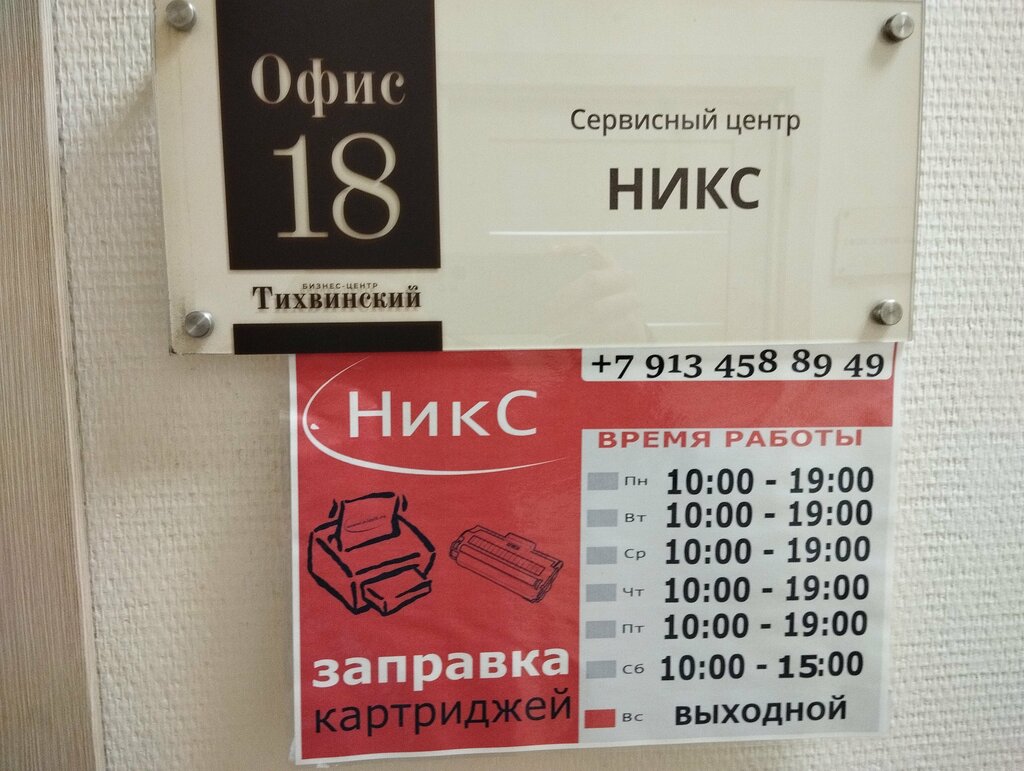 Офис
18
БИЗНЕС-ЦЕНТР
Тихвинский
Сервисный центр
НИКС
+7 913 458 89 49
НикС
ВРЕМЯ РАБОТЫ
Пн 10:00 - 19:00
Вт 10:00 - 19:00
Ср 10:00 - 19:00
Чт 10:00 - 19:00
Пт 10:00 - 19:00
Сб 10:00 - 15:00
Вс ВЫХОДНОЙ
заправка
картриджей